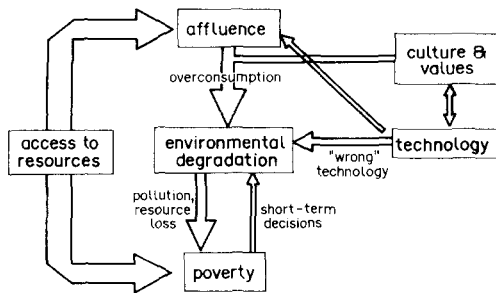 affluence
culture &
values
overconsumption
access to
resources
environmental
degradation
technology
"wrong"
technology
pollution,
resource
loss
short-term
decisions
poverty